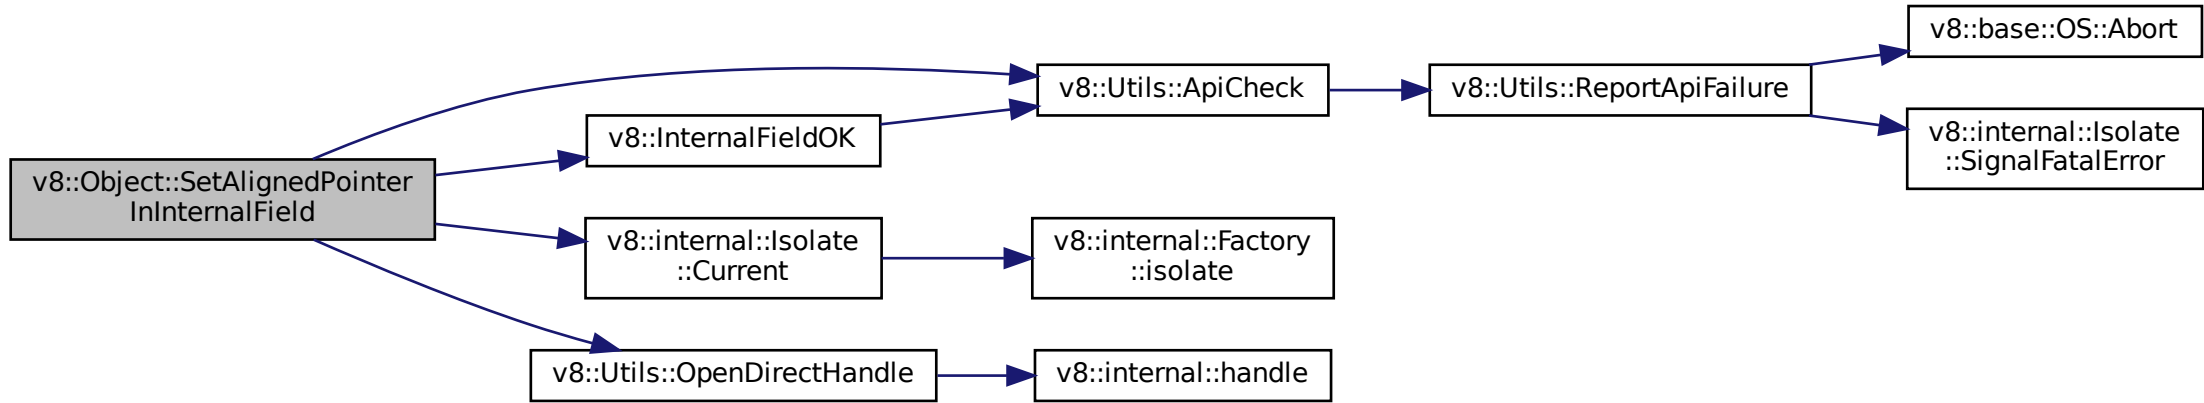 v8::Object::SetAlignedPointer
InInternalField
v8::InternalFieldOK
v8::internal::Isolate
::Current
v8::Utils::OpenDirectHandle
v8::Utils::ApiCheck
v8::internal::Factory
::isolate
v8::internal::handle
v8::Utils::ReportApiFailure
v8::base::OS::Abort
v8::internal::Isolate
::SignalFatalError